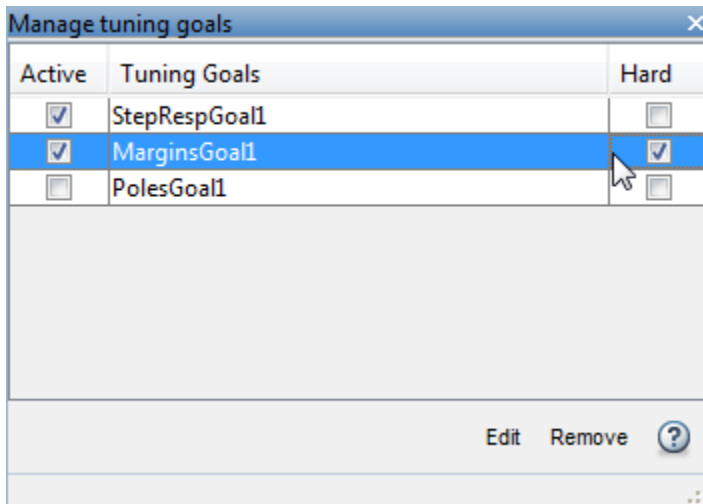 Manage tuning goals
Active Tuning Goals Hard
StepRespGoal1
MarginsGoal1
PolesGoal1
Edit Remove ?